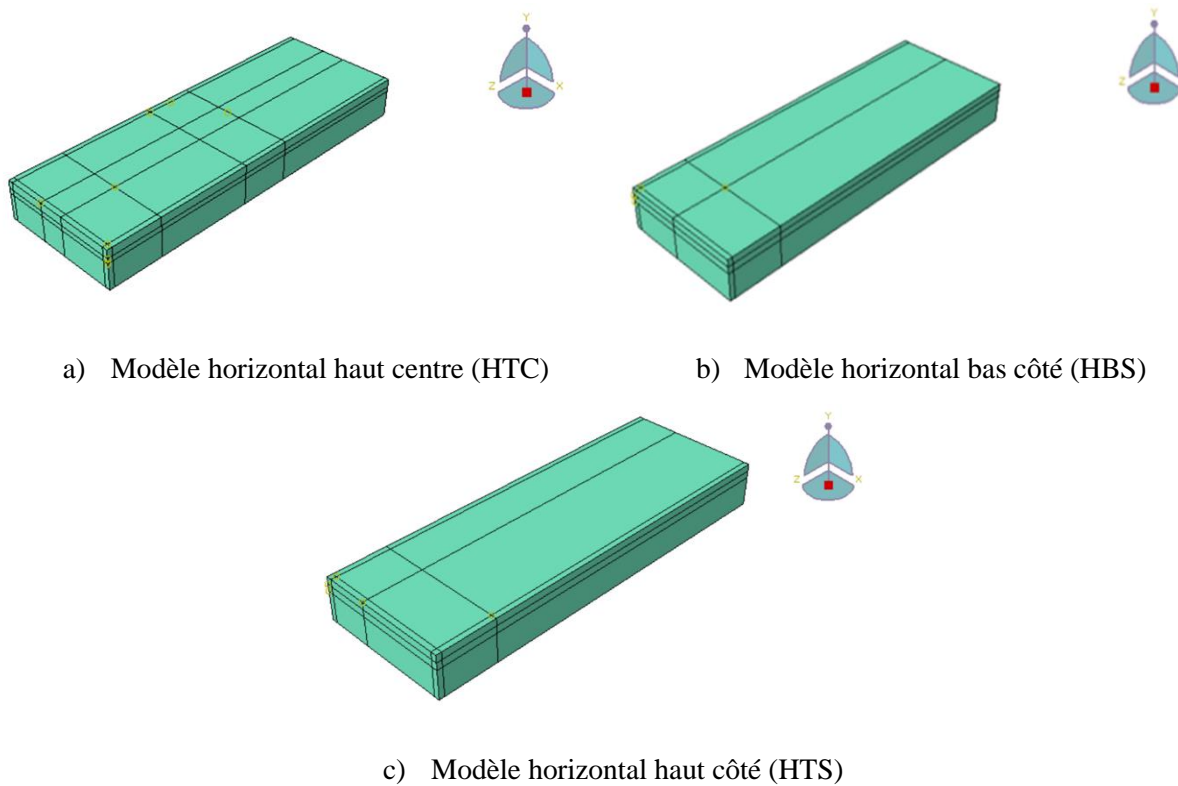 Y
Z X
Y
Z X
a) Modèle horizontal haut centre (HTC)
b) Modèle horizontal bas côté (HBS)
Y
Z X
c) Modèle horizontal haut côté (HTS)